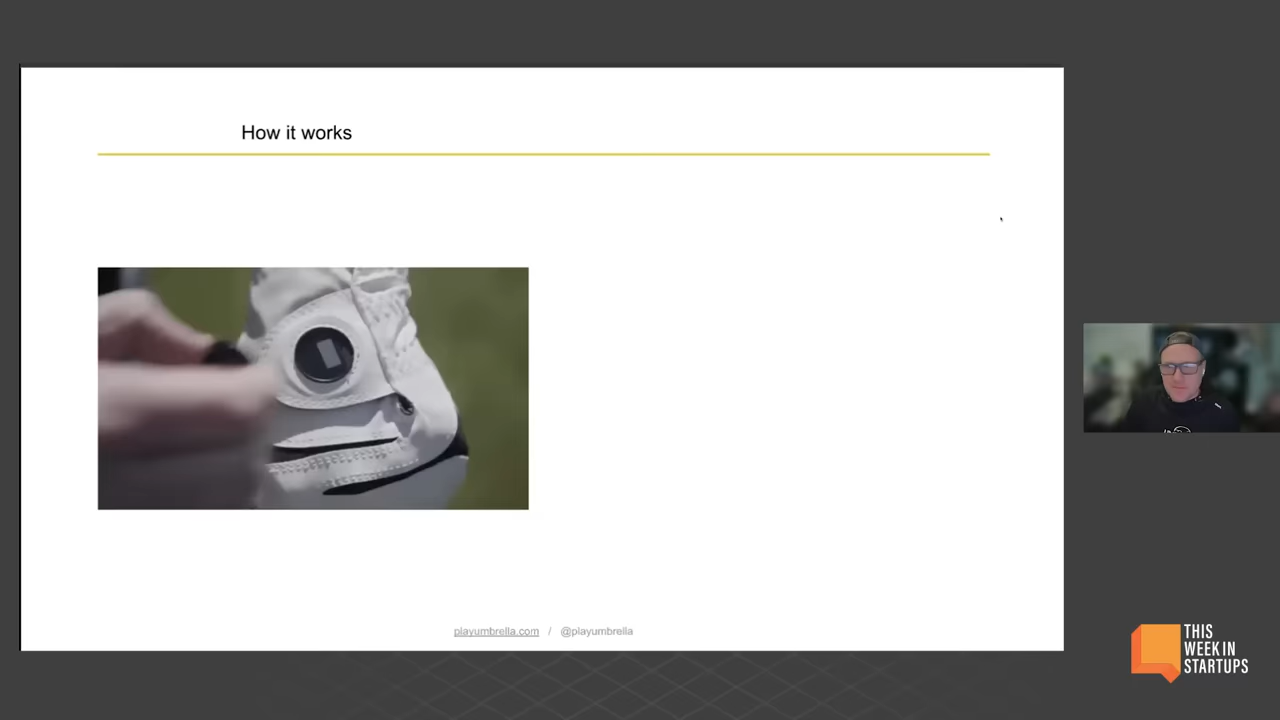 How it works
playumbrella.com / @playumbrella
THIS
WEEK IN
STARTUPS